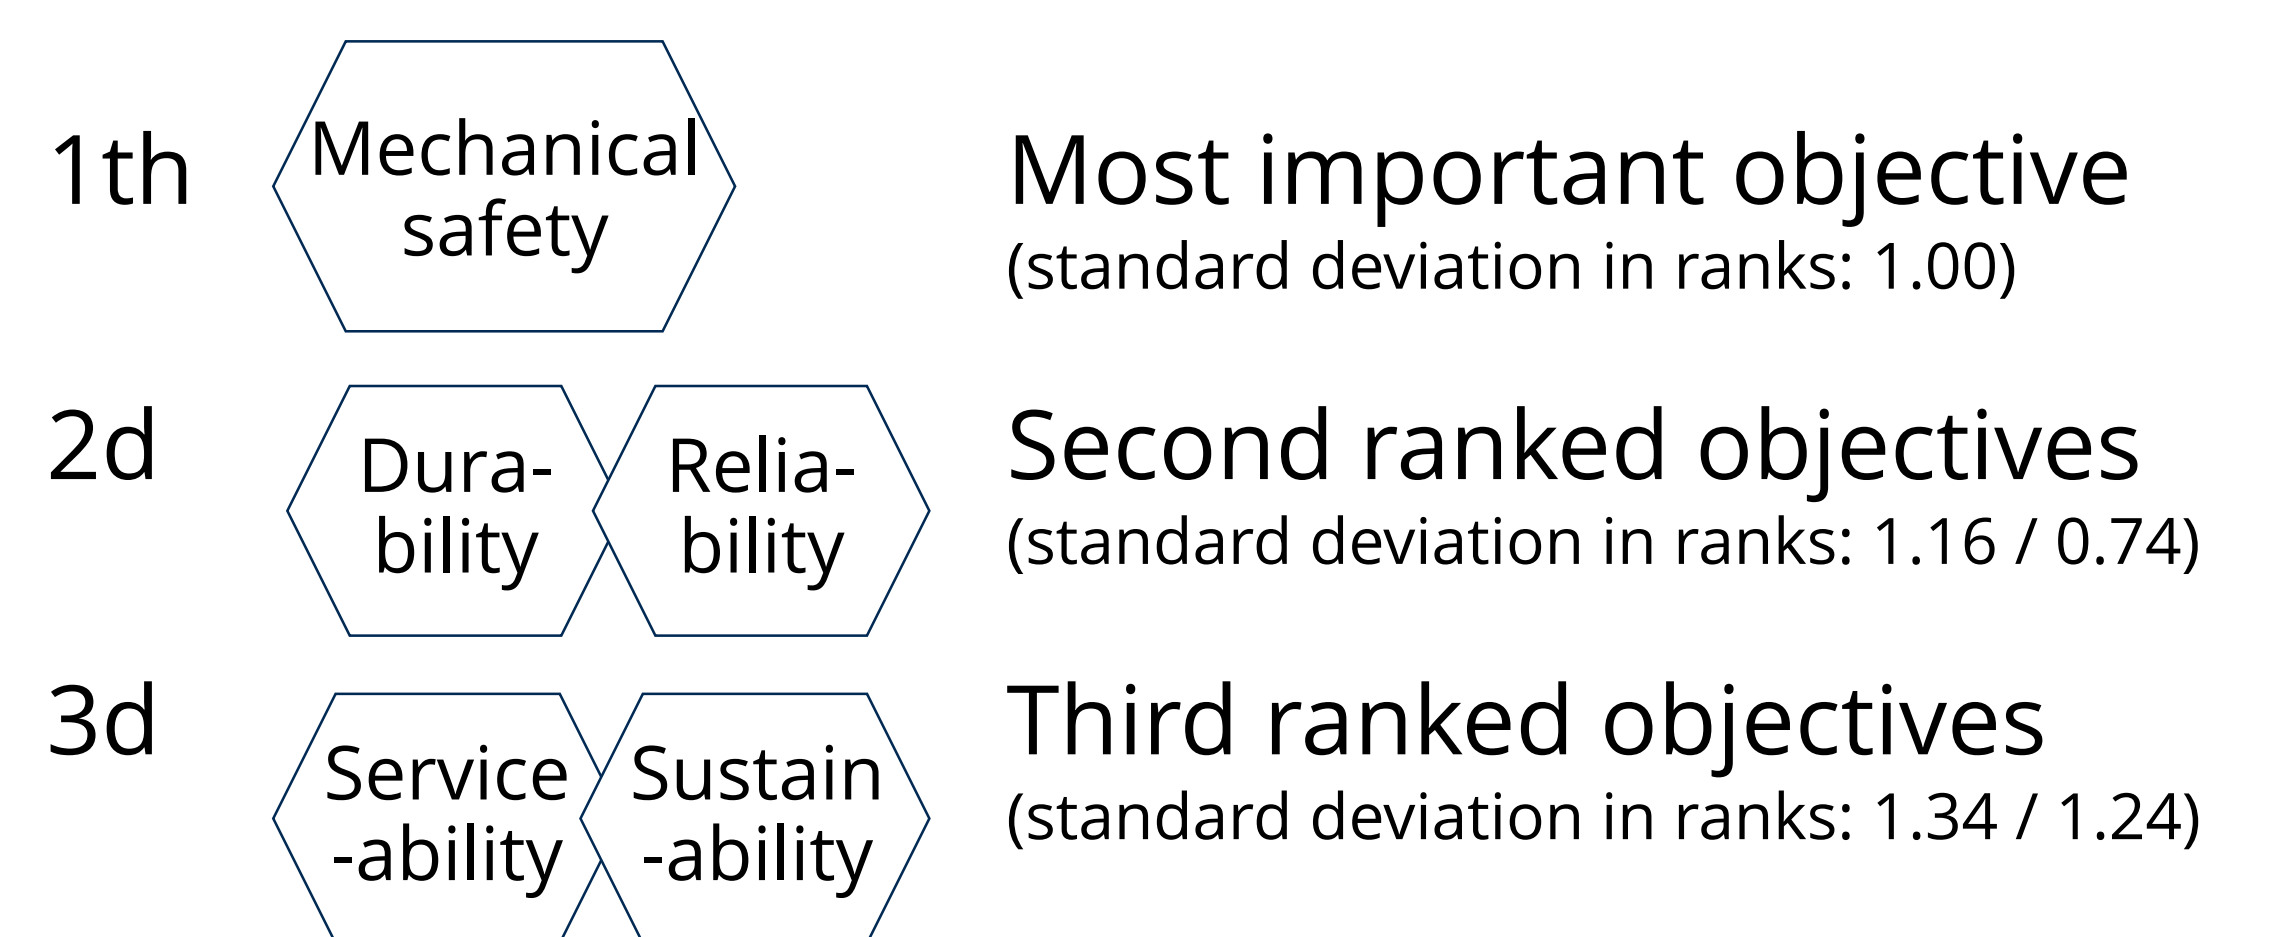 1th
Mechanical
safety
Most important objective
(standard deviation in ranks: 1.00)
2d
Dura-
bility
Relia-
bility
Second ranked objectives
(standard deviation in ranks: 1.16 / 0.74)
3d
Service
-ability
Sustain
-ability
Third ranked objectives
(standard deviation in ranks: 1.34 / 1.24)